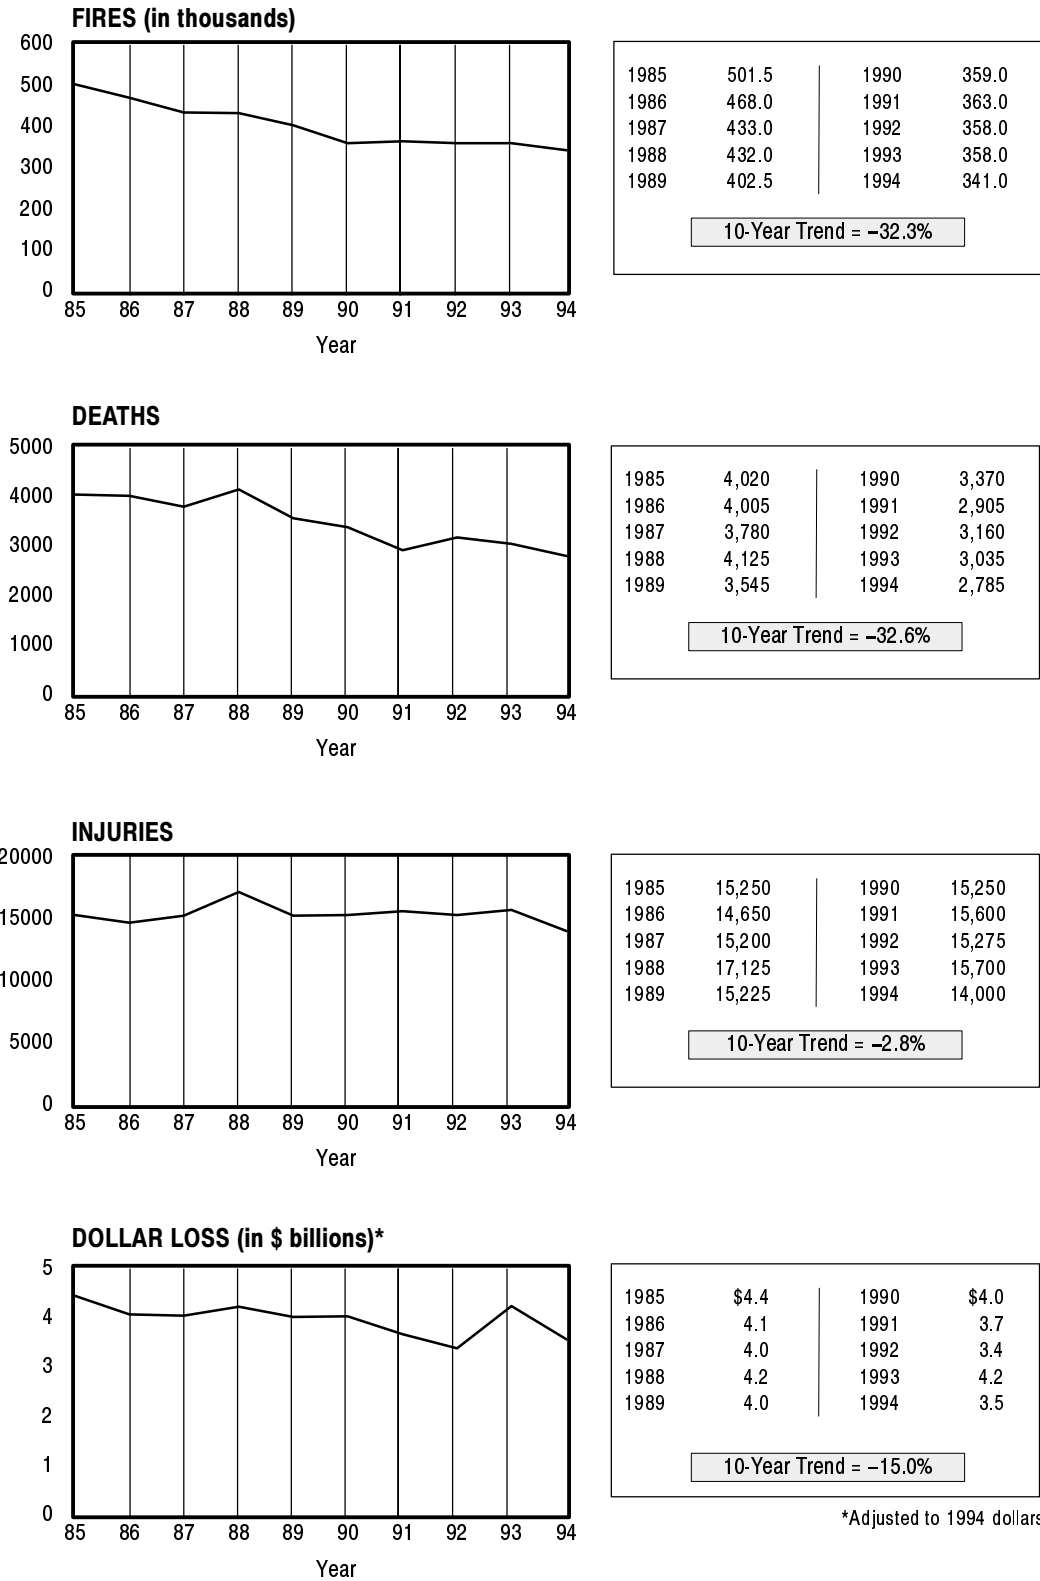 FIRES (in thousands)
600
500
400
300
200
100
0
85 86 87 88 89 90 91 92 93 94
Year
1985 501.5 1990 359.0
1986 468.0 1991 363.0
1987 433.0 1992 358.0
1988 432.0 1993 358.0
1989 402.5 1994 341.0
10-Year Trend = –32.3%
DEATHS
5000
4000
3000
2000
1000
0
85 86 87 88 89 90 91 92 93 94
Year
1985 4,020 1990 3,370
1986 4,005 1991 2,905
1987 3,780 1992 3,160
1988 4,125 1993 3,035
1989 3,545 1994 2,785
10-Year Trend = –32.6%
INJURIES
20000
15000
10000
5000
0
85 86 87 88 89 90 91 92 93 94
Year
1985 15,250 1990 15,250
1986 14,650 1991 15,600
1987 15,200 1992 15,275
1988 17,125 1993 15,700
1989 15,225 1994 14,000
10-Year Trend = –2.8%
DOLLAR LOSS (in $ billions)*
5
4
3
2
1
0
85 86 87 88 89 90 91 92 93 94
Year
1985 $4.4 1990 $4.0
1986 4.1 1991 3.7
1987 4.0 1992 3.4
1988 4.2 1993 4.2
1989 4.0 1994 3.5
10-Year Trend = –15.0%
*Adjusted to 1994 dollars